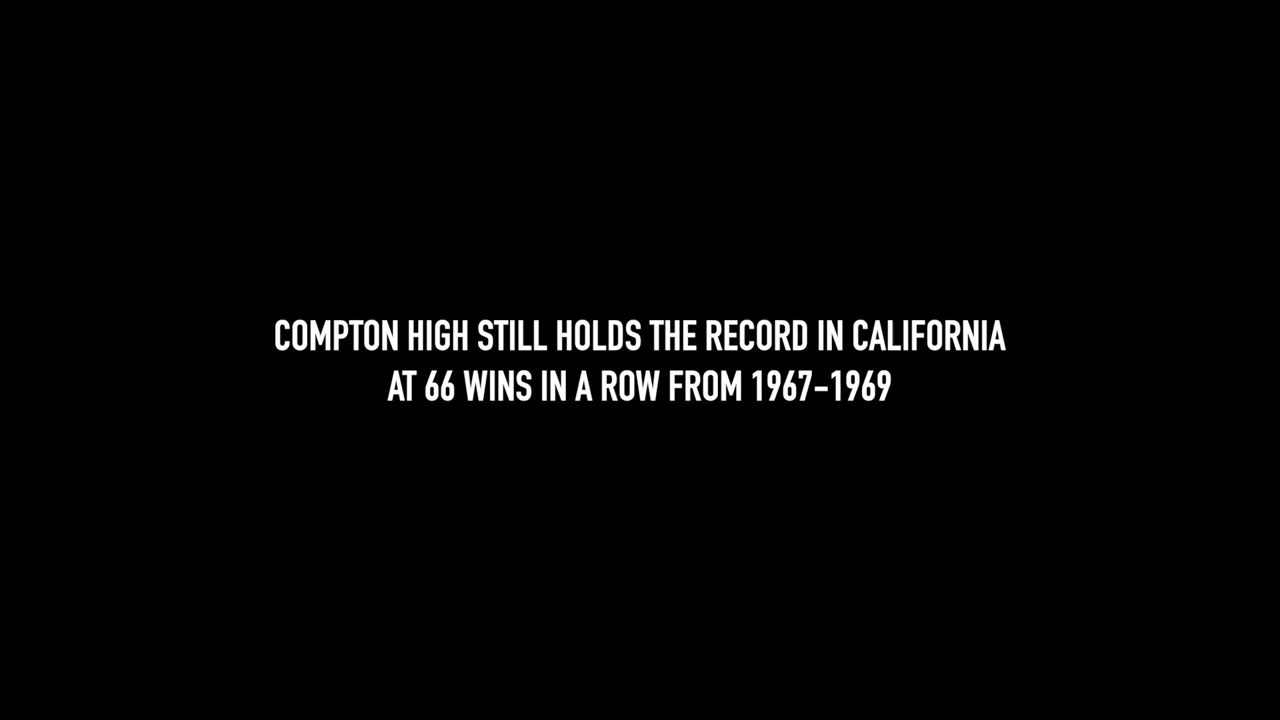 COMPTON HIGH STILL HOLDS THE RECORD IN CALIFORNIA
AT 66 WINS IN A ROW FROM 1967-1969